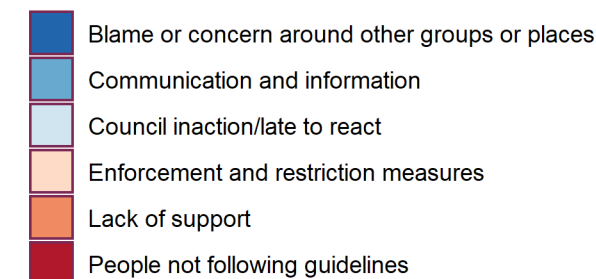 Blame or concern around other groups or places
Communication and information
Council inaction/late to react
Enforcement and restriction measures
Lack of support
People not following guidelines